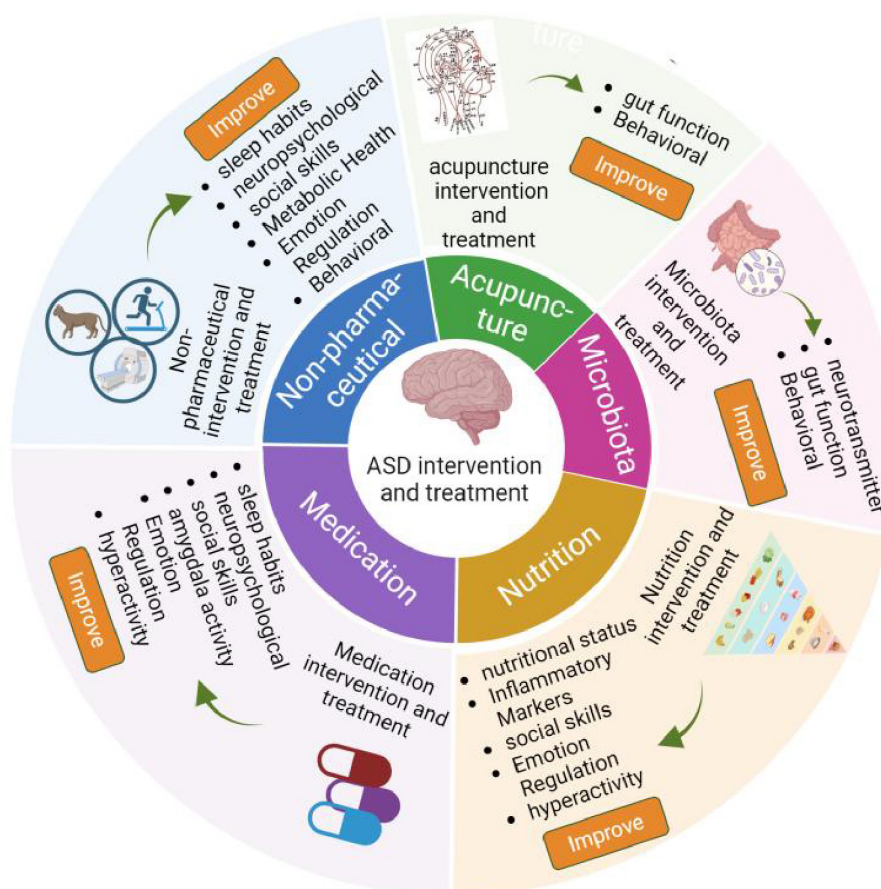 ture
Improve
sleep habits
neuropsychological
social skills
Metabolic Health
Emotion
Regulation
Behavioral
Non-
pharmaceutical
intervention and
treatment
acupuncture
intervention
and
treatment
gut function
Behavioral
Improve
Microbiota
intervention
and
treatment
neurotransmitter
gut function
Behavioral
Improve
Nutrition
intervention and
treatment
nutritional status
Inflammatory
Markers
social skills
Emotion
Regulation
hyperactivity
Improve
Medication
intervention and
treatment
sleep habits
neuropsychological
social skills
amygdala activity
Emotion
Regulation
hyperactivity
Improve
Non-pharma-
ceutical
Acupunc-
ture
Microbiota
Nutrition
Medication
ASD intervention
and treatment